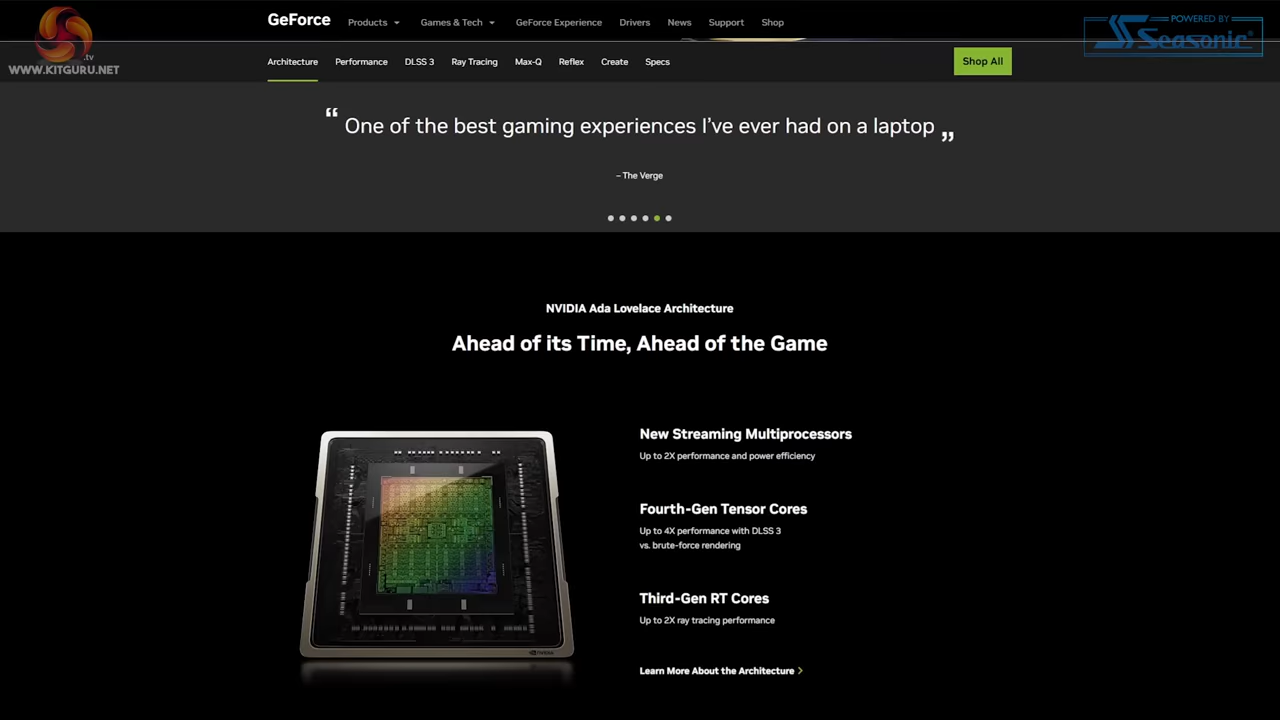 GeForce
Products
Games & Tech
GeForce Experience
Drivers
News
Support
Shop
POWERED BY
Seasonic®
.tv
WWW.KITGURU.NET
Architecture
Performance
DLSS 3
Ray Tracing
Max-Q
Reflex
Create
Specs
Shop All
“ One of the best gaming experiences I’ve ever had on a laptop „
– The Verge
NVIDIA Ada Lovelace Architecture
Ahead of its Time, Ahead of the Game
New Streaming Multiprocessors
Up to 2X performance and power efficiency
Fourth-Gen Tensor Cores
Up to 4X performance with DLSS 3
vs. brute-force rendering
Third-Gen RT Cores
Up to 2X ray tracing performance
NVIDIA
Learn More About the Architecture >